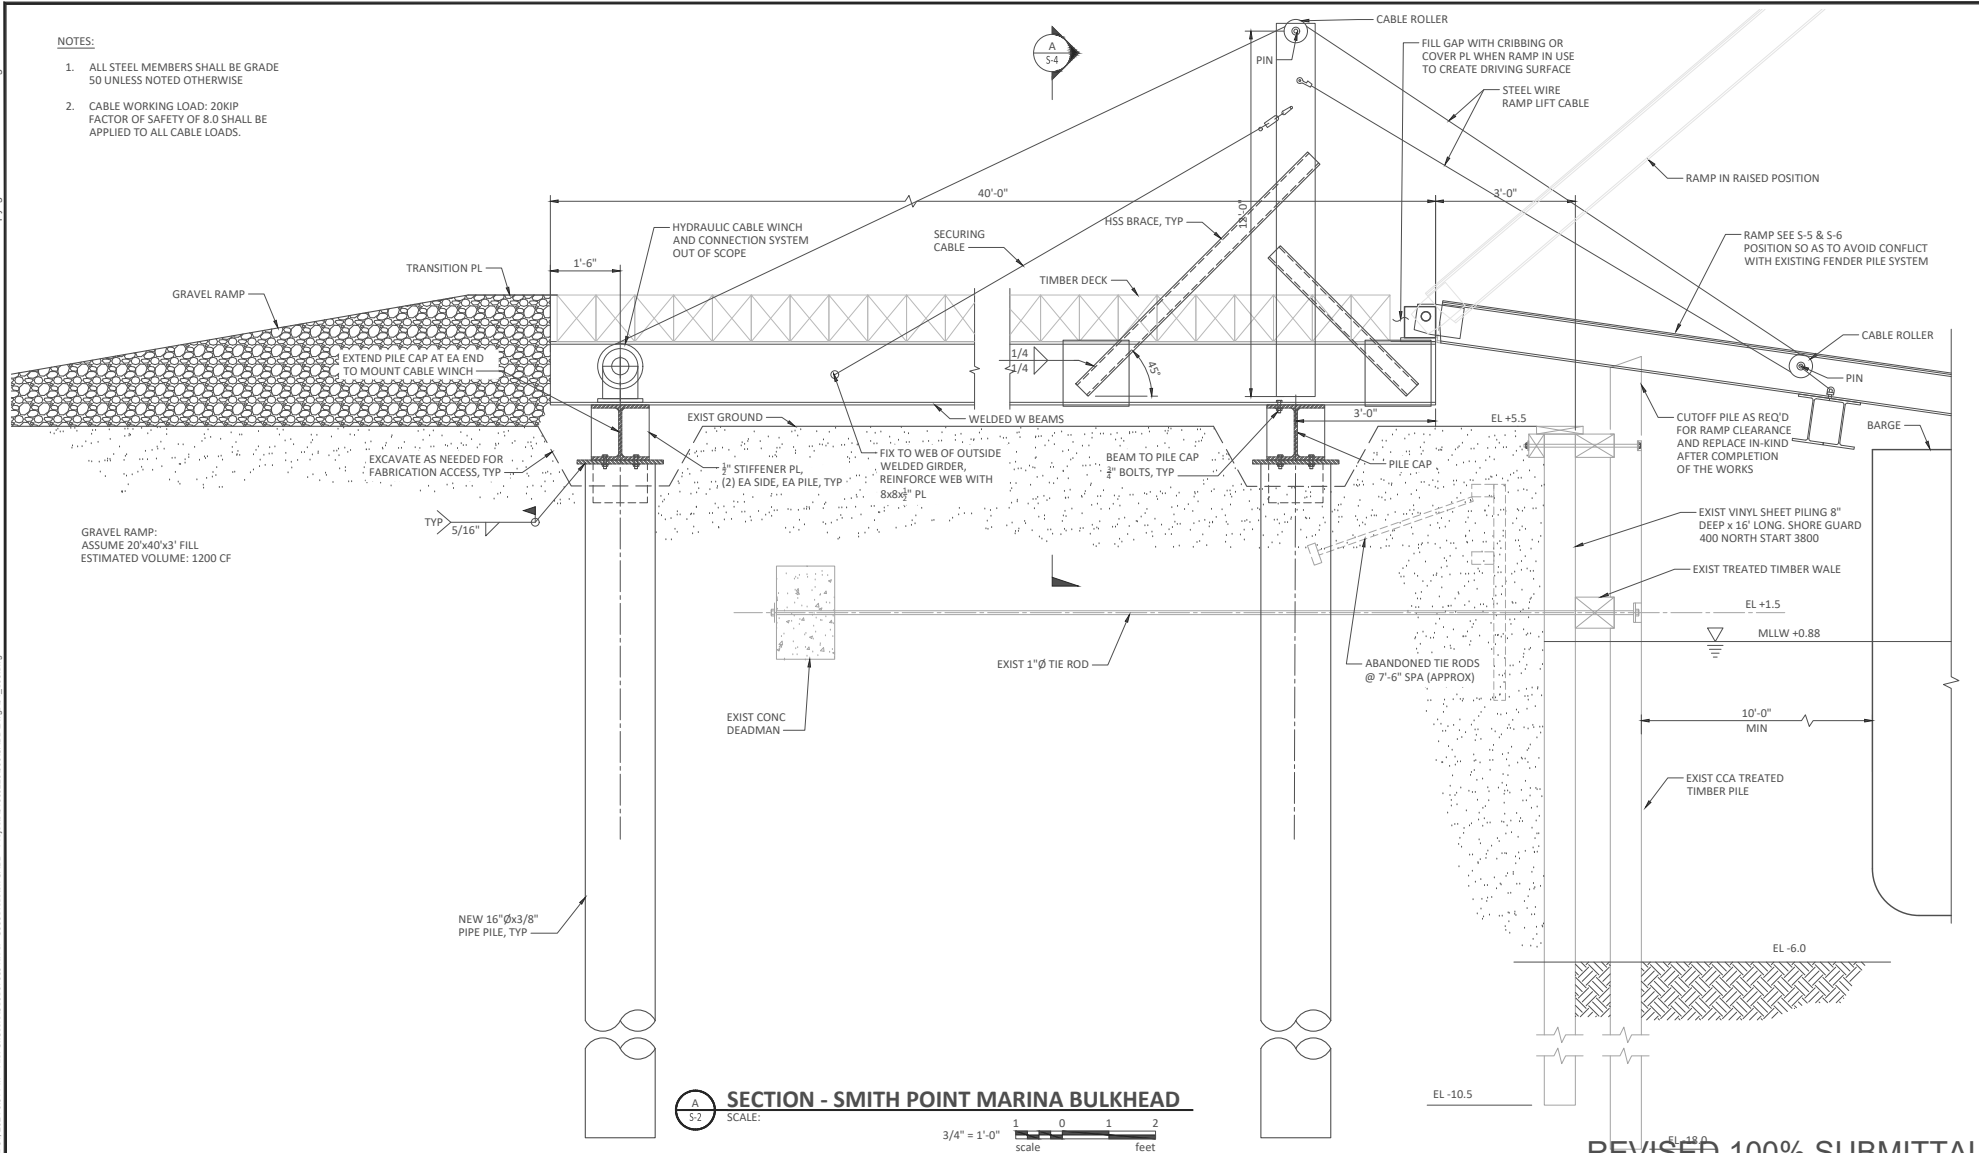 NOTES:
1. ALL STEEL MEMBERS SHALL BE GRADE
50 UNLESS NOTED OTHERWISE
2. CABLE WORKING LOAD: 20KIP
FACTOR OF SAFETY OF 8.0 SHALL BE
APPLIED TO ALL CABLE LOADS.
A
S-4
CABLE ROLLER
PIN
FILL GAP WITH CRIBBING OR
COVER PL WHEN RAMP IN USE
TO CREATE DRIVING SURFACE
STEEL WIRE
RAMP LIFT CABLE
RAMP IN RAISED POSITION
40'-0"
3'-0"
12'-0"
HSS BRACE, TYP
HYDRAULIC CABLE WINCH
AND CONNECTION SYSTEM
OUT OF SCOPE
SECURING
CABLE
RAMP SEE S-5 & S-6
POSITION SO AS TO AVOID CONFLICT
WITH EXISTING FENDER PILE SYSTEM
TRANSITION PL
1'-6"
TIMBER DECK
GRAVEL RAMP
CABLE ROLLER
PIN
EXTEND PILE CAP AT EA END
TO MOUNT CABLE WINCH
1/4
1/4
45°
EXIST GROUND
WELDED W BEAMS
3'-0"
EL +5.5
CUTOFF PILE AS REQ'D
FOR RAMP CLEARANCE
AND REPLACE IN-KIND
AFTER COMPLETION
OF THE WORKS
BARGE
EXCAVATE AS NEEDED FOR
FABRICATION ACCESS, TYP
½" STIFFENER PL,
(2) EA SIDE, EA PILE, TYP
FIX TO WEB OF OUTSIDE
WELDED GIRDER,
REINFORCE WEB WITH
8x8x½" PL
BEAM TO PILE CAP
¾" BOLTS, TYP
PILE CAP
TYP
5/16"
GRAVEL RAMP:
ASSUME 20'x40'x3' FILL
ESTIMATED VOLUME: 1200 CF
EXIST VINYL SHEET PILING 8"
DEEP x 16' LONG. SHORE GUARD
400 NORTH START 3800
EXIST TREATED TIMBER WALE
EL +1.5
MLLW +0.88
EXIST 1"Ø TIE ROD
ABANDONED TIE RODS
@ 7'-6" SPA (APPROX)
EXIST CONC
DEADMAN
10'-0"
MIN
EXIST CCA TREATED
TIMBER PILE
NEW 16"Øx3/8"
PIPE PILE, TYP
EL -6.0
EL -10.5
EL -18.0
A
S-2
SECTION - SMITH POINT MARINA BULKHEAD
SCALE:
3/4" = 1'-0"
1 0 1 2
scale feet
REVISED 100% SUBMITTAL